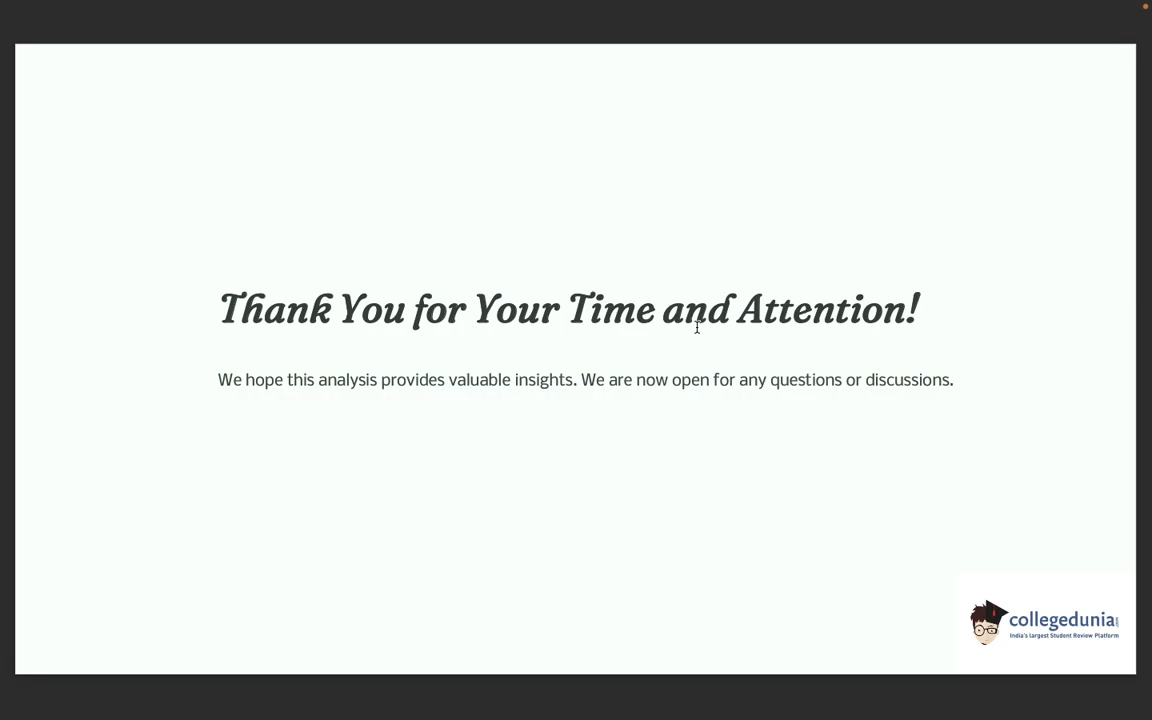 Thank You for Your Time and Attention!
We hope this analysis provides valuable insights. We are now open for any questions or discussions.
collegedunia.com
India's largest Student Review Platform